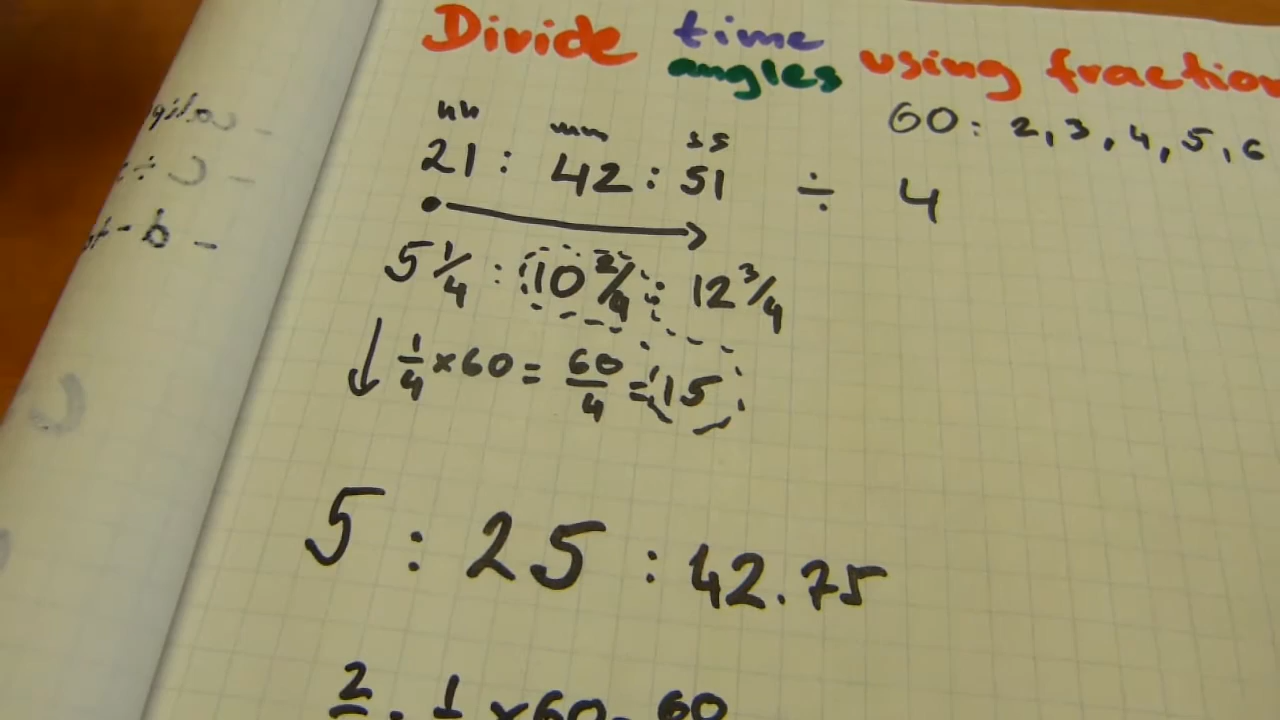 Divide time angles using fraction
60: 2, 3, 4, 5, 6
hh mm ss
21 : 42 : 51 ÷ 4
5 1/4 : 10 2/4 : 12 3/4
1/4 × 60 = 60/4 = 15
5 : 25 : 42.75